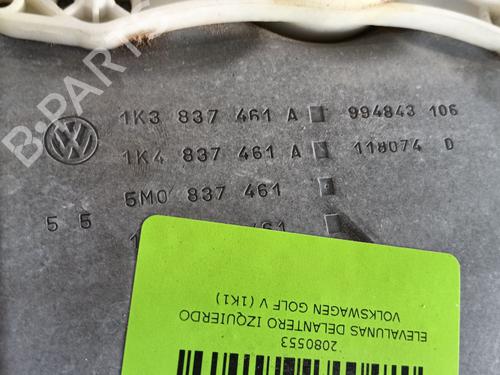 1K3 837 461 A 994843 106
1K4 837 461 A 118074 D
5M0 837 461
5 5
ELEVALUNAS DELANTERO IZQUIERDO
VOLKSWAGEN GOLF V (1K1)
2080553
B-PARTS